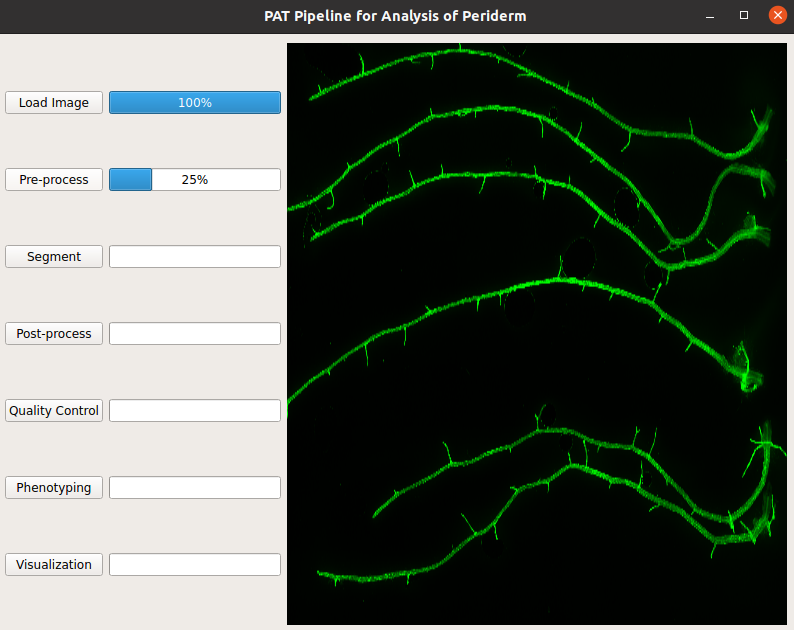 PAT Pipeline for Analysis of Periderm
Load Image 100%
Pre-process 25%
Segment
Post-process
Quality Control
Phenotyping
Visualization